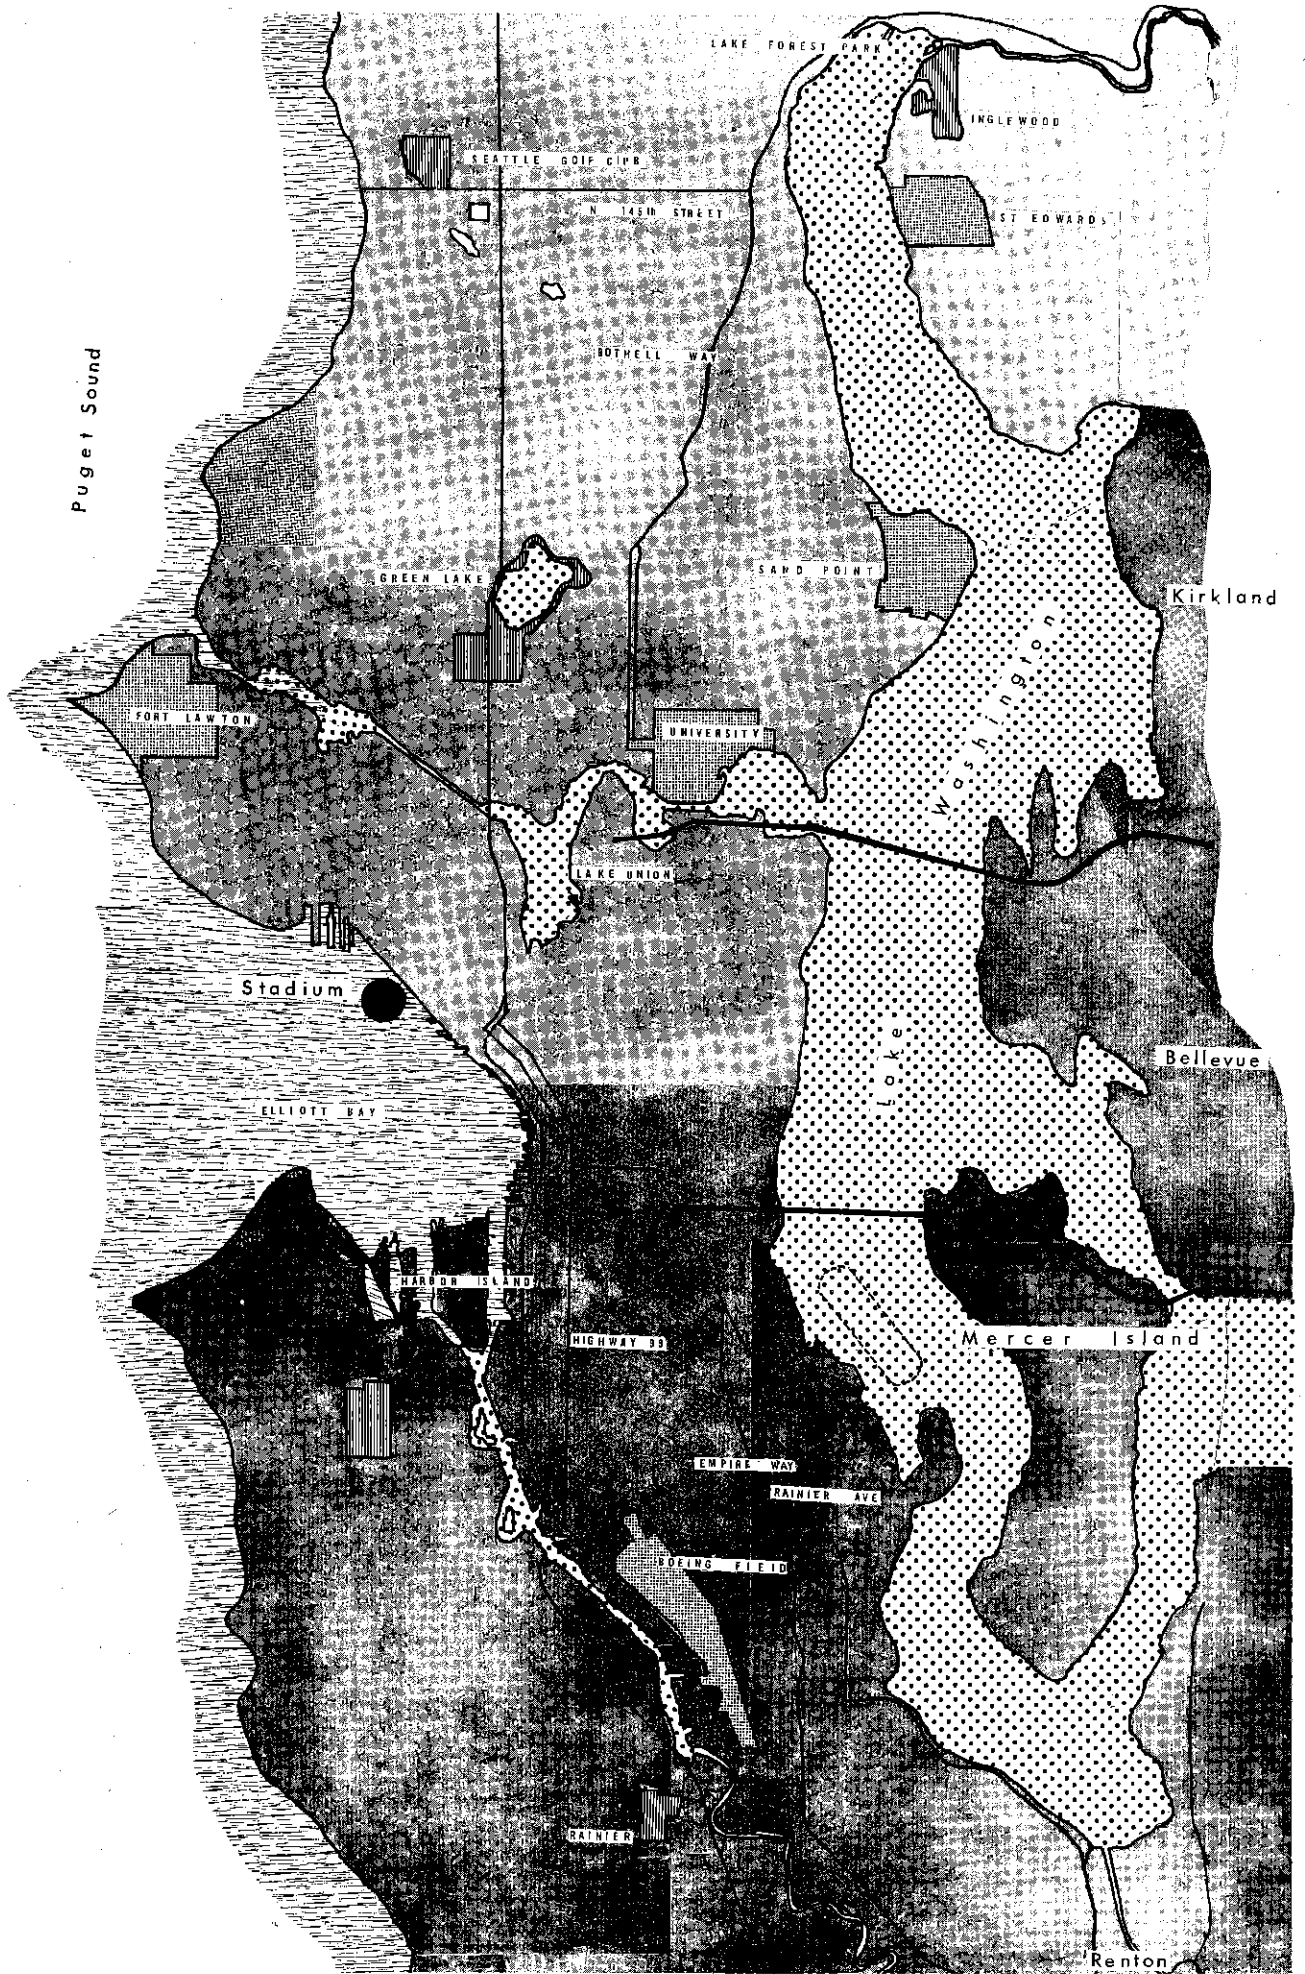 LAKE FOREST PARK
INGLEWOOD
SEATTLE GOLF CLUB
N 145th STREET
ST EDWARDS
BOTHELL WAY
Puget Sound
GREEN LAKE
SAND POINT
Kirkland
FORT LAWTON
UNIVERSITY
Washington
LAKE UNION
Stadium
Lake
Bellevue
ELLIOTT BAY
HARBOR ISLAND
HIGHWAY 99
Mercer Island
EMPIRE WAY
RAINIER AVE
BOEING FIELD
RAINIER
Renton